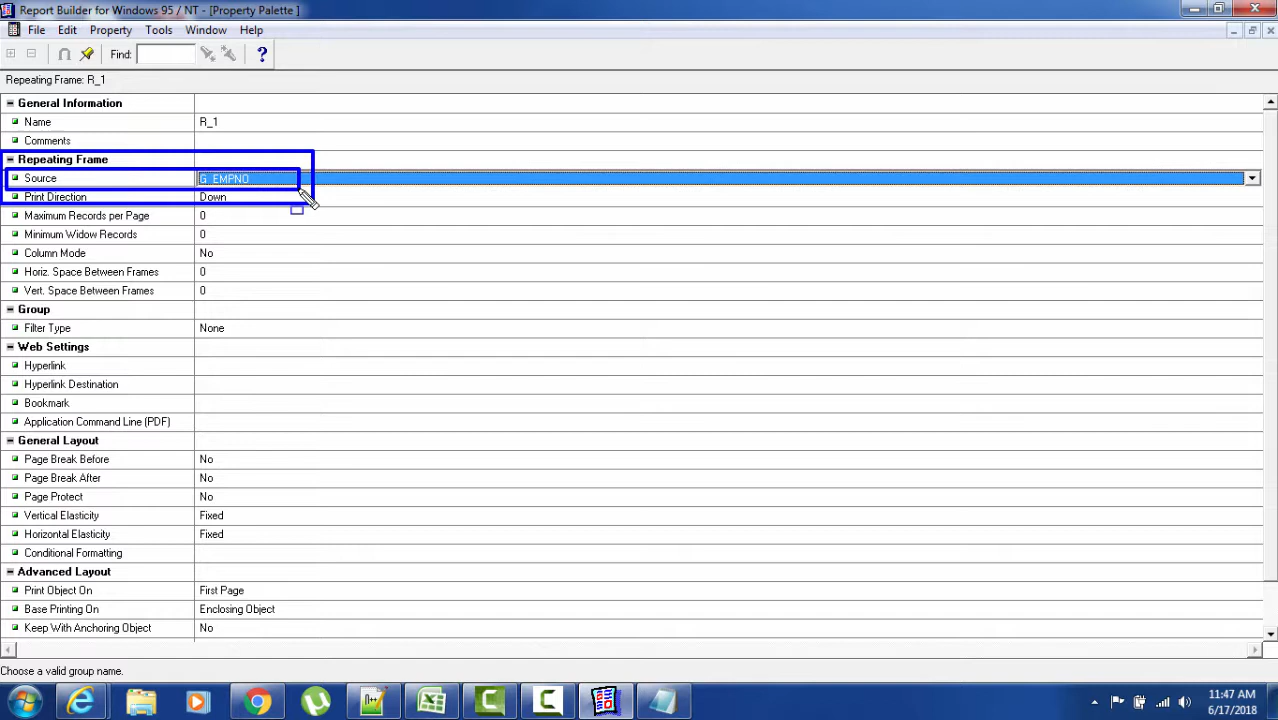 Report Builder for Windows 95 / NT - [Property Palette ]
File Edit Property Tools Window Help
Find:
Repeating Frame: R_1
General Information
Name R_1
Comments
Repeating Frame
Source G_EMPNO
Print Direction Down
Maximum Records per Page 0
Minimum Widow Records 0
Column Mode No
Horiz. Space Between Frames 0
Vert. Space Between Frames 0
Group
Filter Type None
Web Settings
Hyperlink
Hyperlink Destination
Bookmark
Application Command Line (PDF)
General Layout
Page Break Before No
Page Break After No
Page Protect No
Vertical Elasticity Fixed
Horizontal Elasticity Fixed
Conditional Formatting
Advanced Layout
Print Object On First Page
Base Printing On Enclosing Object
Keep With Anchoring Object No
Choose a valid group name.
11:47 AM
6/17/2018